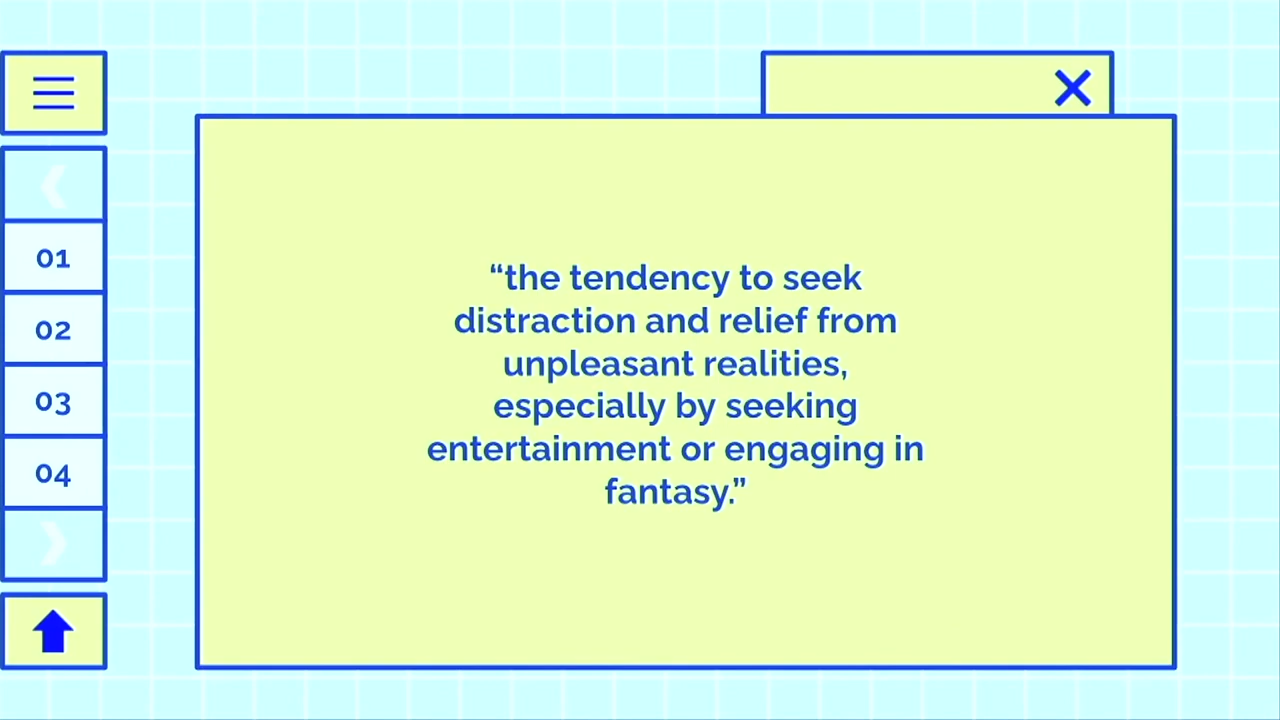 01
02
03
04
“the tendency to seek
distraction and relief from
unpleasant realities,
especially by seeking
entertainment or engaging in
fantasy.”